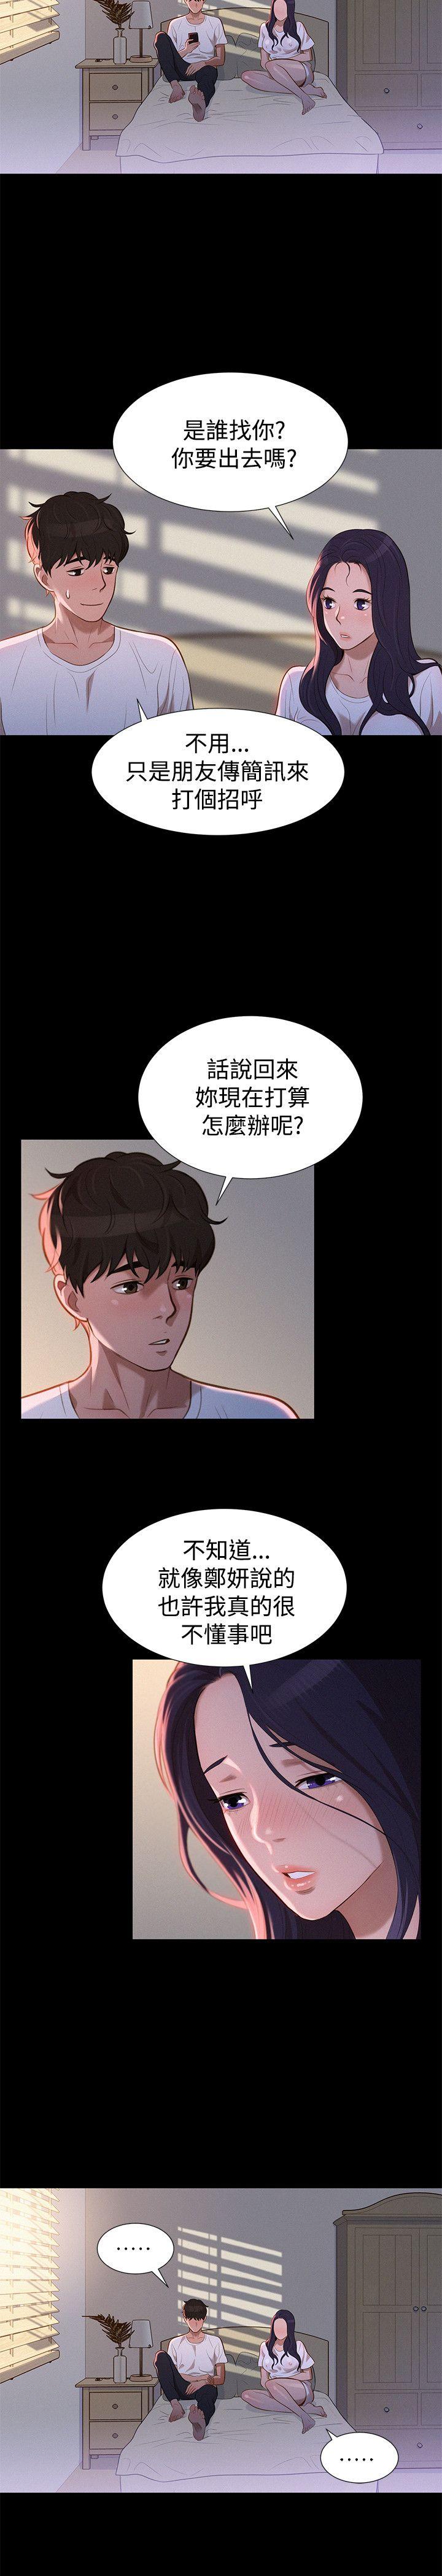 是誰找你?
你要出去嗎?
不用...
只是朋友傳簡訊來
打個招呼
話說回來
妳現在打算
怎麼辦呢?
不知道...
就像鄭妍說的
也許我真的很
不懂事吧
.....
.....